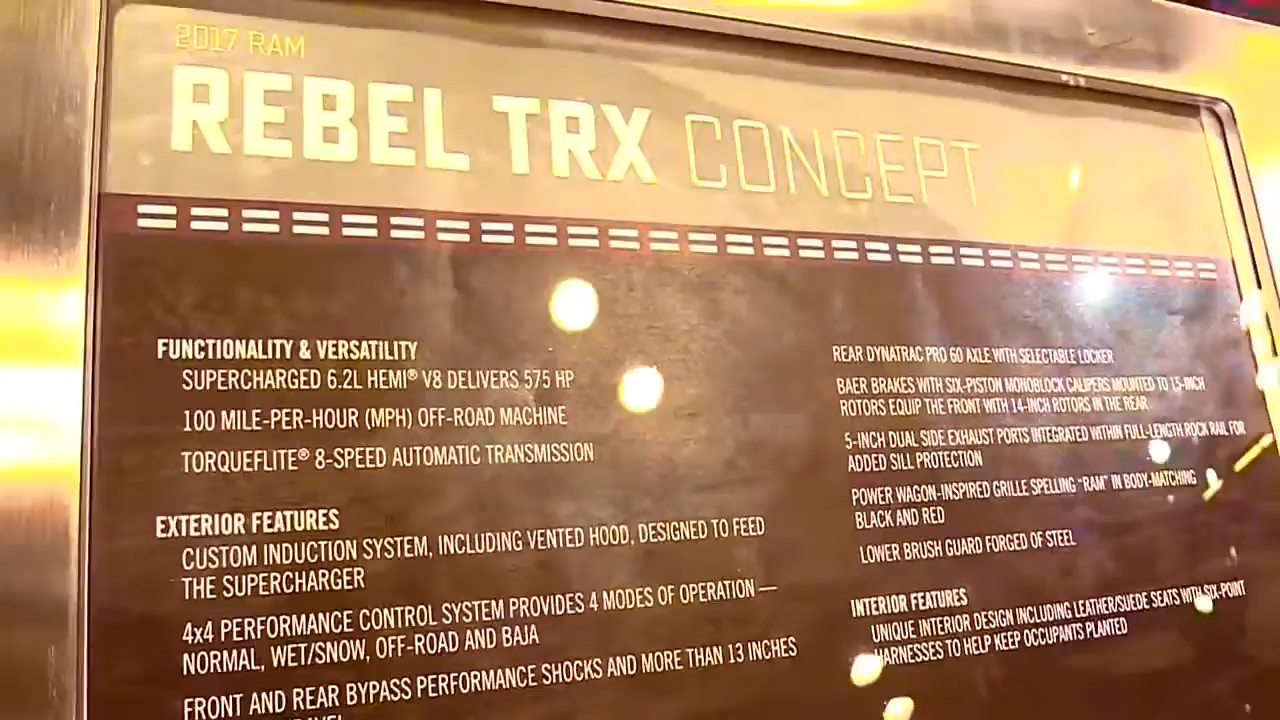 2017 RAM
REBEL TRX CONCEPT
FUNCTIONALITY & VERSATILITY
SUPERCHARGED 6.2L HEMI® V8 DELIVERS 575 HP
100 MILE-PER-HOUR (MPH) OFF-ROAD MACHINE
TORQUEFLITE® 8-SPEED AUTOMATIC TRANSMISSION
EXTERIOR FEATURES
CUSTOM INDUCTION SYSTEM, INCLUDING VENTED HOOD, DESIGNED TO FEED
THE SUPERCHARGER
4x4 PERFORMANCE CONTROL SYSTEM PROVIDES 4 MODES OF OPERATION —
NORMAL, WET/SNOW, OFF-ROAD AND BAJA
FRONT AND REAR BYPASS PERFORMANCE SHOCKS AND MORE THAN 13 INCHES
REAR DYNATRAC PRO 60 AXLE WITH SELECTABLE LOCKER
BAER BRAKES WITH SIX-PISTON MONOBLOCK CALIPERS MOUNTED TO 15-INCH
ROTORS EQUIP THE FRONT WITH 14-INCH ROTORS IN THE REAR
5-INCH DUAL SIDE EXHAUST PORTS INTEGRATED WITHIN FULL-LENGTH ROCK RAIL FOR
ADDED SILL PROTECTION
POWER WAGON-INSPIRED GRILLE SPELLING "RAM" IN BODY-MATCHING
BLACK AND RED
LOWER BRUSH GUARD FORGED OF STEEL
INTERIOR FEATURES
UNIQUE INTERIOR DESIGN INCLUDING LEATHER/SUEDE SEATS WITH SIX-POINT
HARNESSES TO HELP KEEP OCCUPANTS PLANTED